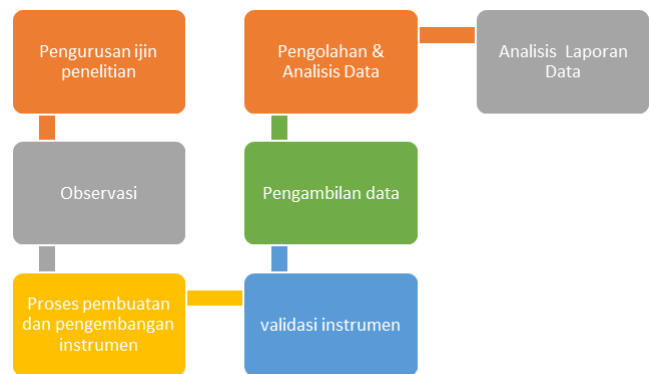 Pengurusan ijin
penelitian
Observasi
Proses pembuatan
dan pengembangan
instrumen
validasi instrumen
Pengambilan data
Pengolahan &
Analisis Data
Analisis Laporan
Data